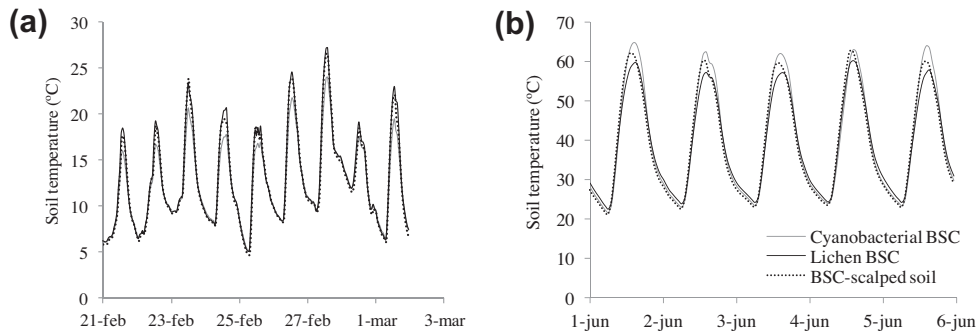 (a)
Soil temperature (°C)
30
25
20
15
10
5
0
21-feb 23-feb 25-feb 27-feb 1-mar 3-mar
(b)
Soil temperature (°C)
70
60
50
40
30
20
10
0
Cyanobacterial BSC
Lichen BSC
BSC-scalped soil
1-jun 2-jun 3-jun 4-jun 5-jun 6-jun